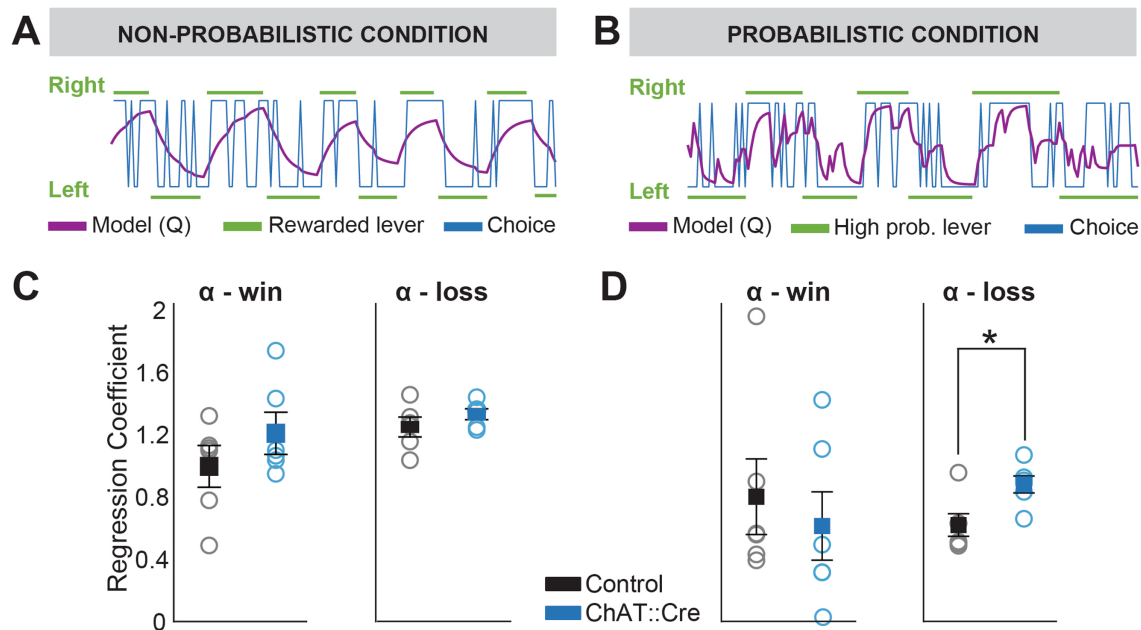 A
NON-PROBABILISTIC CONDITION
Right
Left
Model (Q)
Rewarded lever
Choice
B
PROBABILISTIC CONDITION
Right
Left
Model (Q)
High prob. lever
Choice
C
α - win
α - loss
Regression Coefficient
2
1.6
1.2
0.8
0.4
0
D
α - win
α - loss
*
Control
ChAT::Cre